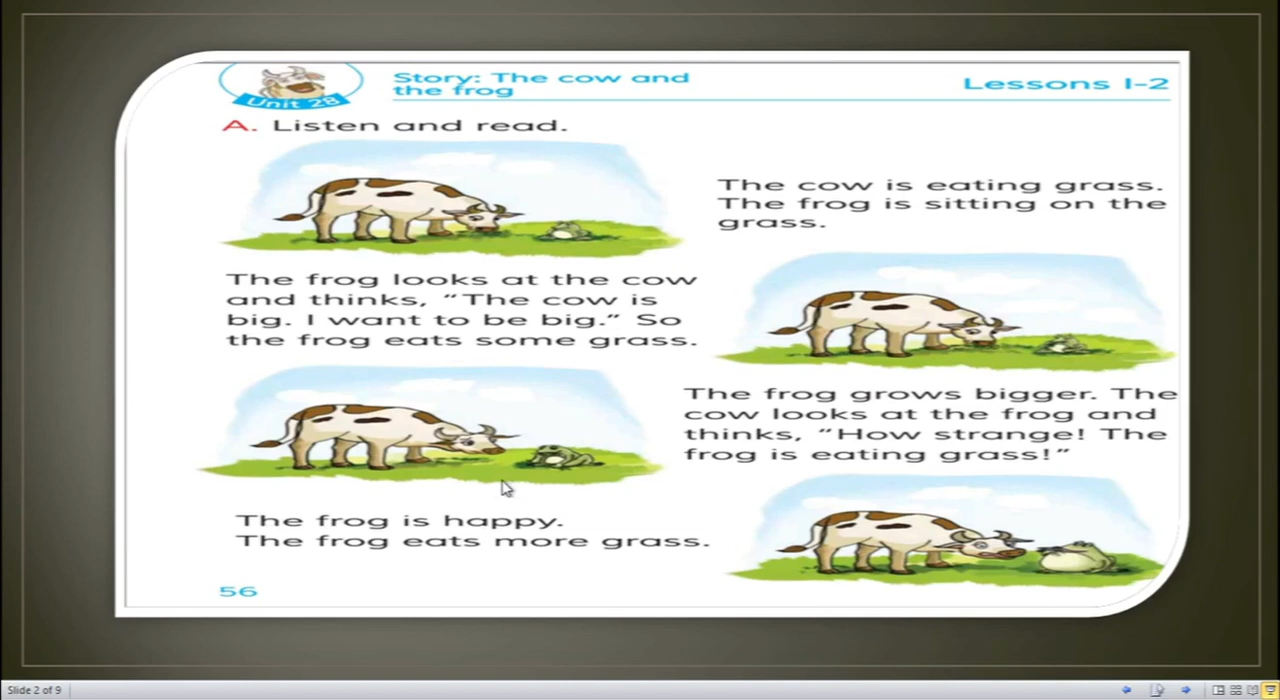 Unit 28
Story: The cow and
the frog
Lessons 1-2
A. Listen and read.
The cow is eating grass.
The frog is sitting on the
grass.
The frog looks at the cow
and thinks, “The cow is
big. I want to be big.” So
the frog eats some grass.
The frog grows bigger. The
cow looks at the frog and
thinks, “How strange! The
frog is eating grass!”
The frog is happy.
The frog eats more grass.
56
Slide 2 of 9